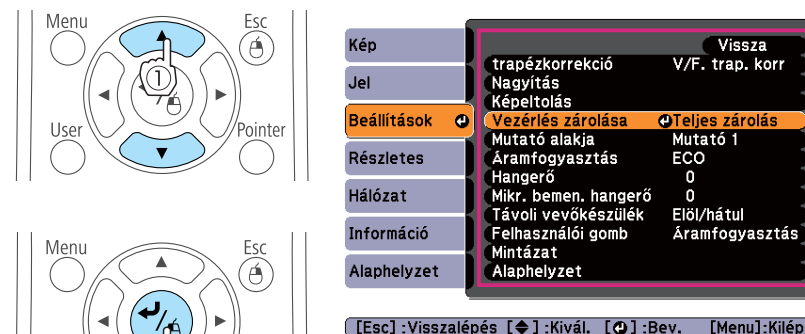 Menu
Esc
1
User
Pointer
Menu
Esc
Kép
Jel
Beállítások
Részletes
Hálózat
Információ
Alaphelyzet
Vissza
trapézkorrekció V/F. trap. korr
Nagyítás
Képeltolás
Vezérlés zárolása Teljes zárolás
Mutató alakja Mutató 1
Áramfogyasztás ECO
Hangerő 0
Mikr. bemen. hangerő 0
Távoli vevőkészülék Elöl/hátul
Felhasználói gomb Áramfogyasztás
Mintázat
Alaphelyzet
[Esc] :Visszalépés [◆] :Kivál. [⏎] :Bev. [Menu]:Kilép